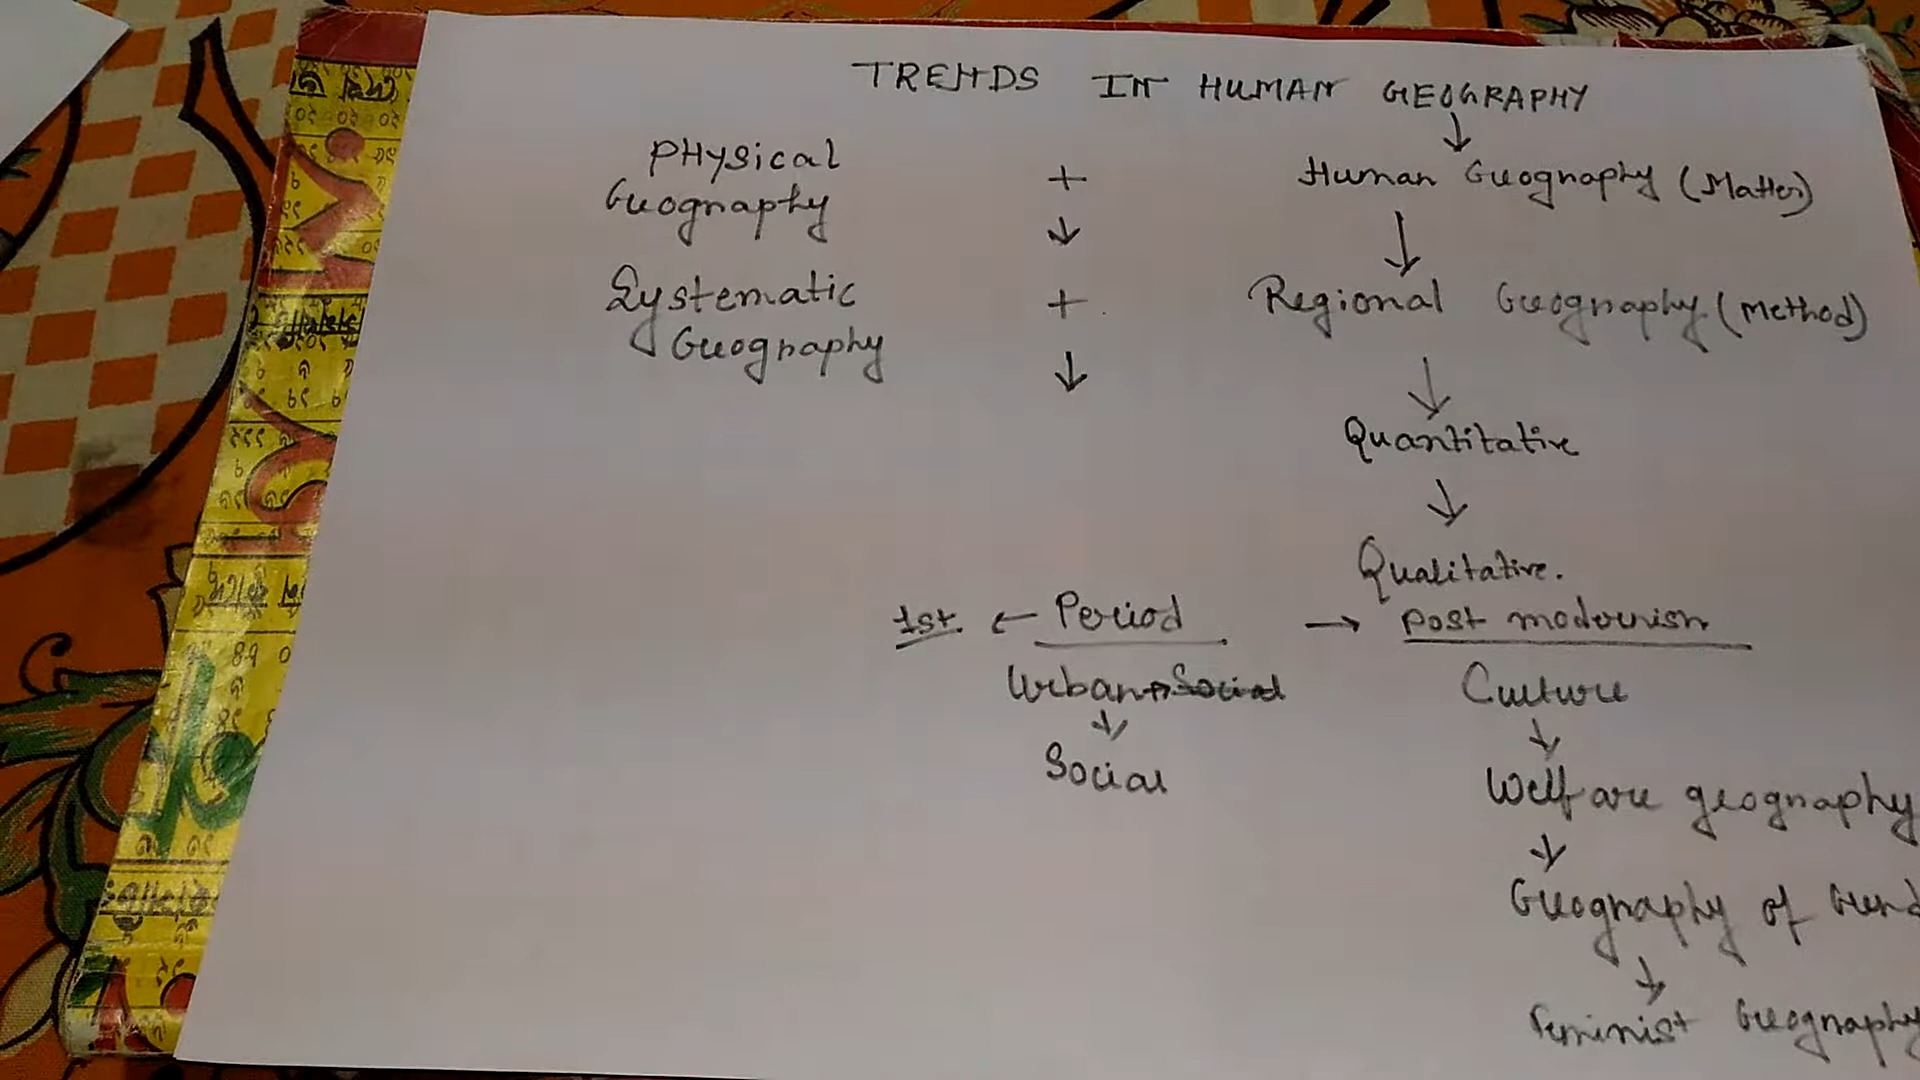 TRENDS IN HUMAN GEOGRAPHY
↓
PHysical Geography + Human Geography (Matter)
↓ ↓
Systematic Geography + Regional Geography (Method)
↓ ↓
Quantitative
↓
Qualitative.
1st ← Period → post modernism
Urban → Social Culture
↓ ↓
Social Welfare geography
↓
Geography of
↓
Feminist Geography